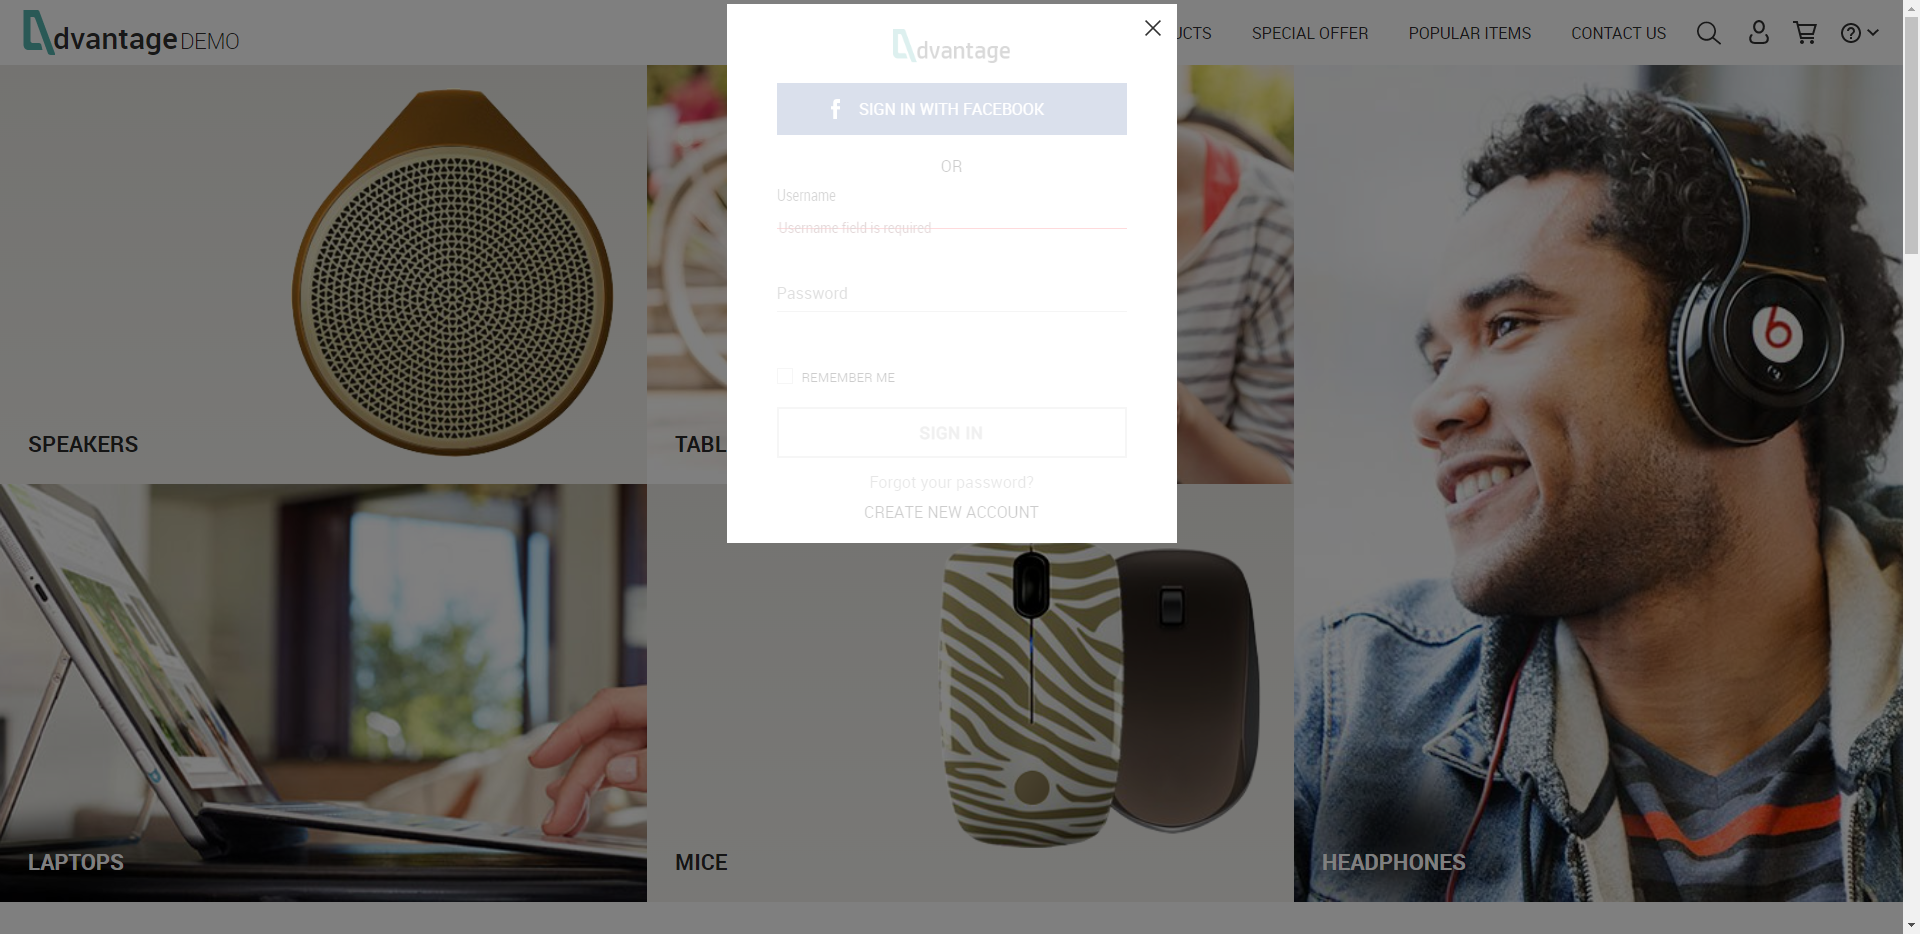 dvantage DEMO
UCTS SPECIAL OFFER POPULAR ITEMS CONTACT US
dvantage
SIGN IN WITH FACEBOOK
OR
Username
Username field is required
Password
REMEMBER ME
SIGN IN
Forgot your password?
CREATE NEW ACCOUNT
SPEAKERS
TABL
LAPTOPS
MICE
HEADPHONES